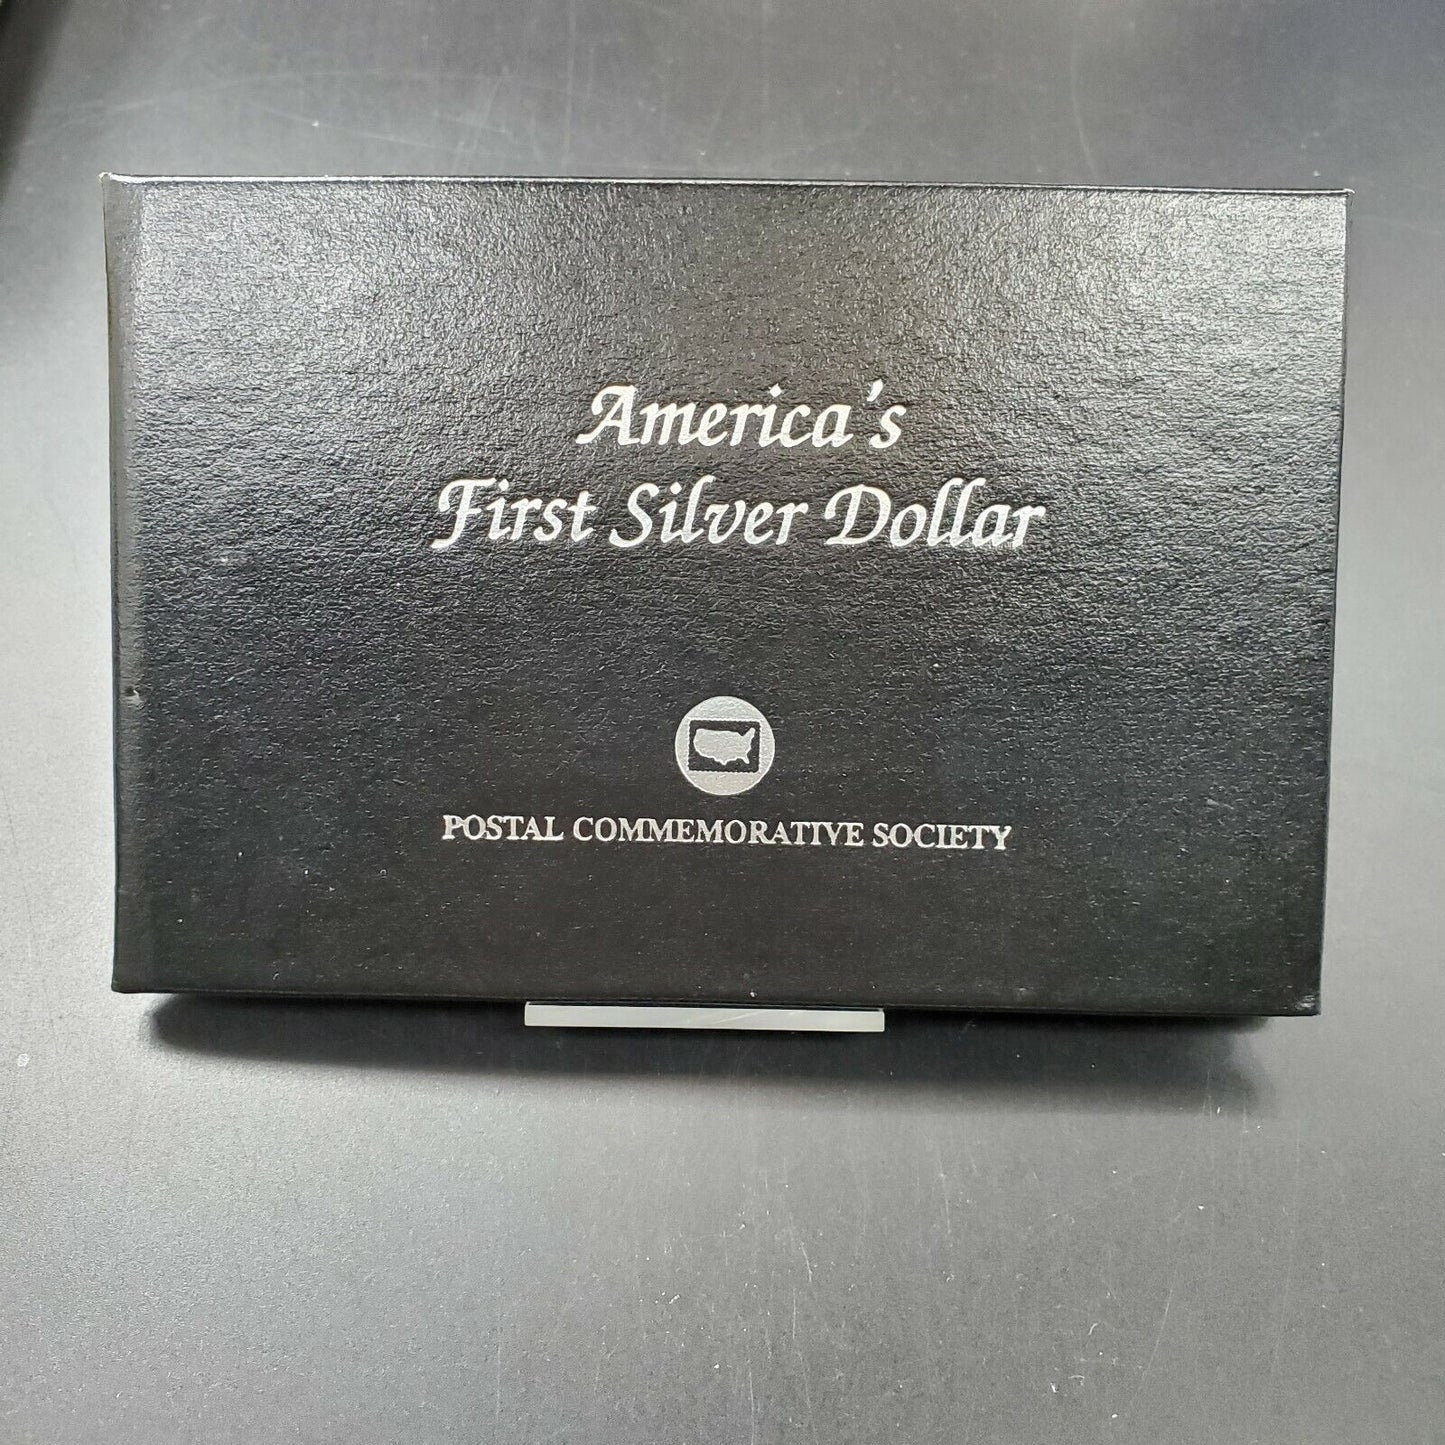 America's
First Silver Dollar
POSTAL COMMEMORATIVE SOCIETY